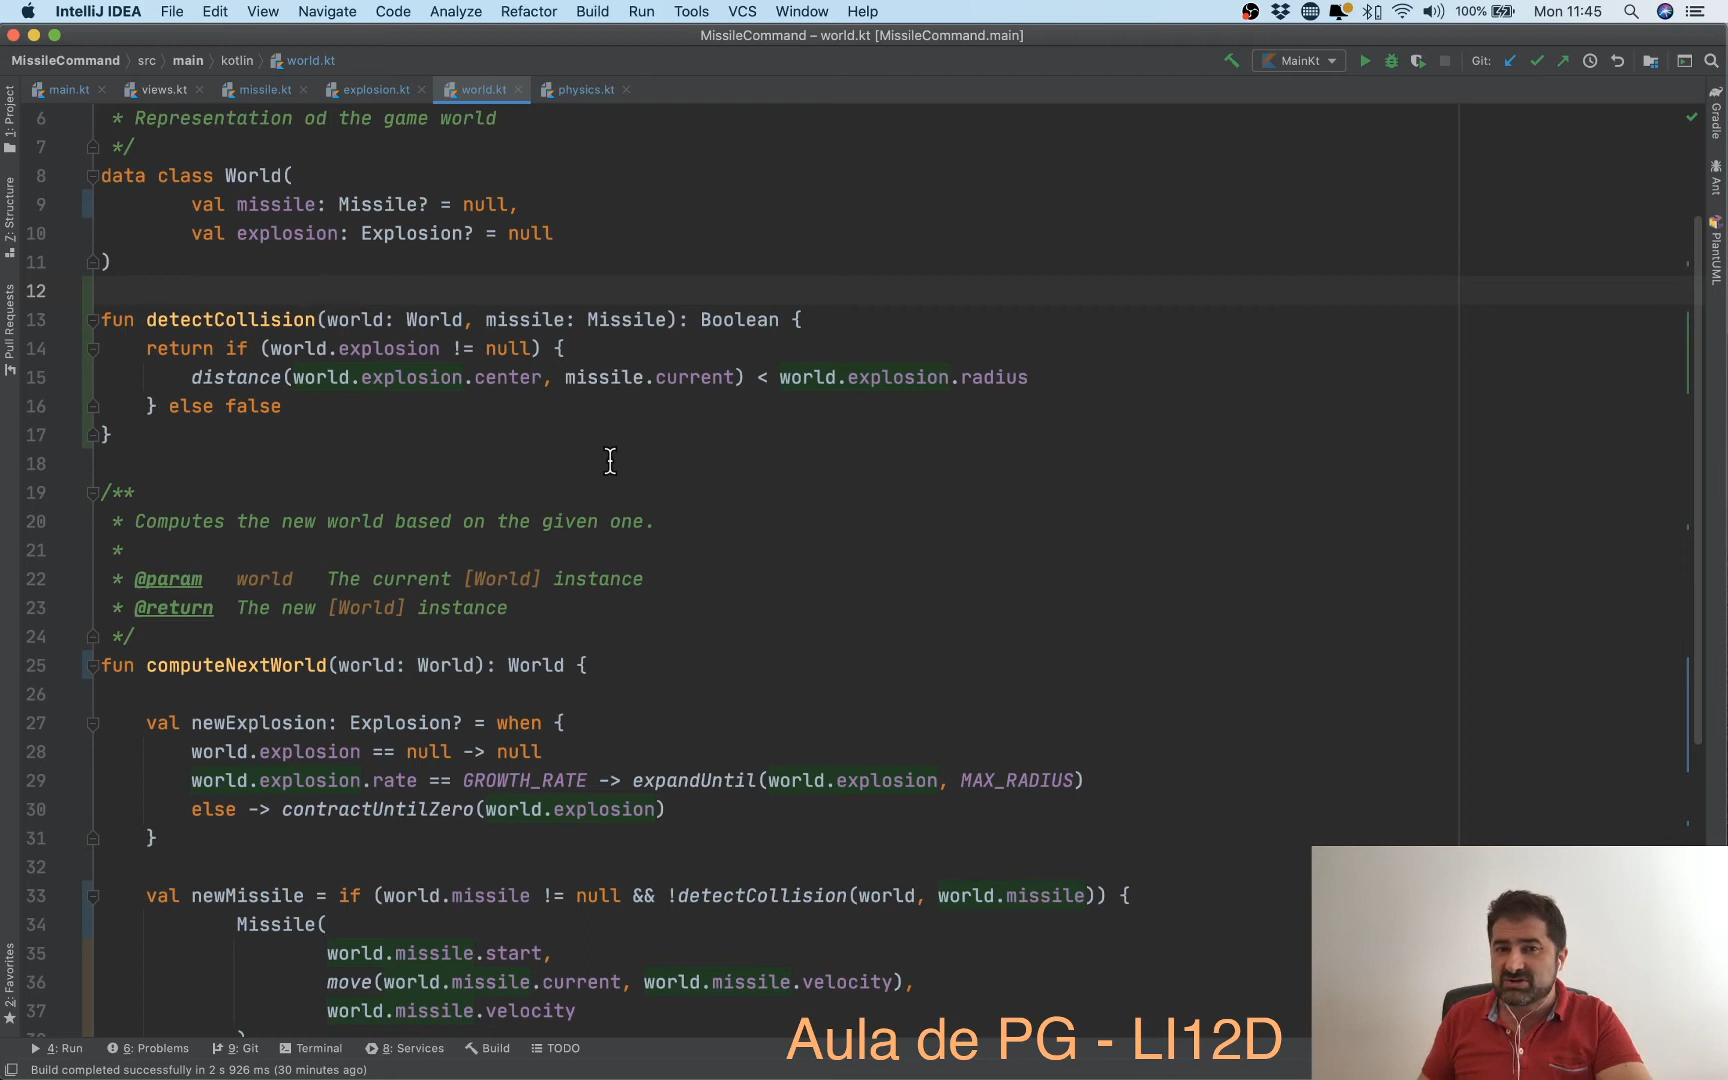 IntelliJ IDEA File Edit View Navigate Code Analyze Refactor Build Run Tools VCS Window Help 100% Mon 11:45
MissileCommand – world.kt [MissileCommand.main]
MissileCommand src main kotlin world.kt MainKt Git:
main.kt views.kt missile.kt explosion.kt world.kt physics.kt
1: Project
7: Structure
Pull Requests
2: Favorites
6 * Representation od the game world
7 */
8 data class World(
9 val missile: Missile? = null,
10 val explosion: Explosion? = null
11 )
12
13 fun detectCollision(world: World, missile: Missile): Boolean {
14 return if (world.explosion != null) {
15 distance(world.explosion.center, missile.current) < world.explosion.radius
16 } else false
17 }
18
19 /**
20 * Computes the new world based on the given one.
21 *
22 * @param world The current [World] instance
23 * @return The new [World] instance
24 */
25 fun computeNextWorld(world: World): World {
26
27 val newExplosion: Explosion? = when {
28 world.explosion == null -> null
29 world.explosion.rate == GROWTH_RATE -> expandUntil(world.explosion, MAX_RADIUS)
30 else -> contractUntilZero(world.explosion)
31 }
32
33 val newMissile = if (world.missile != null && !detectCollision(world, world.missile)) {
34 Missile(
35 world.missile.start,
36 move(world.missile.current, world.missile.velocity),
37 world.missile.velocity
Gradle
Ant
PlantUML
Aula de PG - LI12D
4: Run 6: Problems 9: Git Terminal 8: Services Build TODO
Build completed successfully in 2 s 926 ms (30 minutes ago)